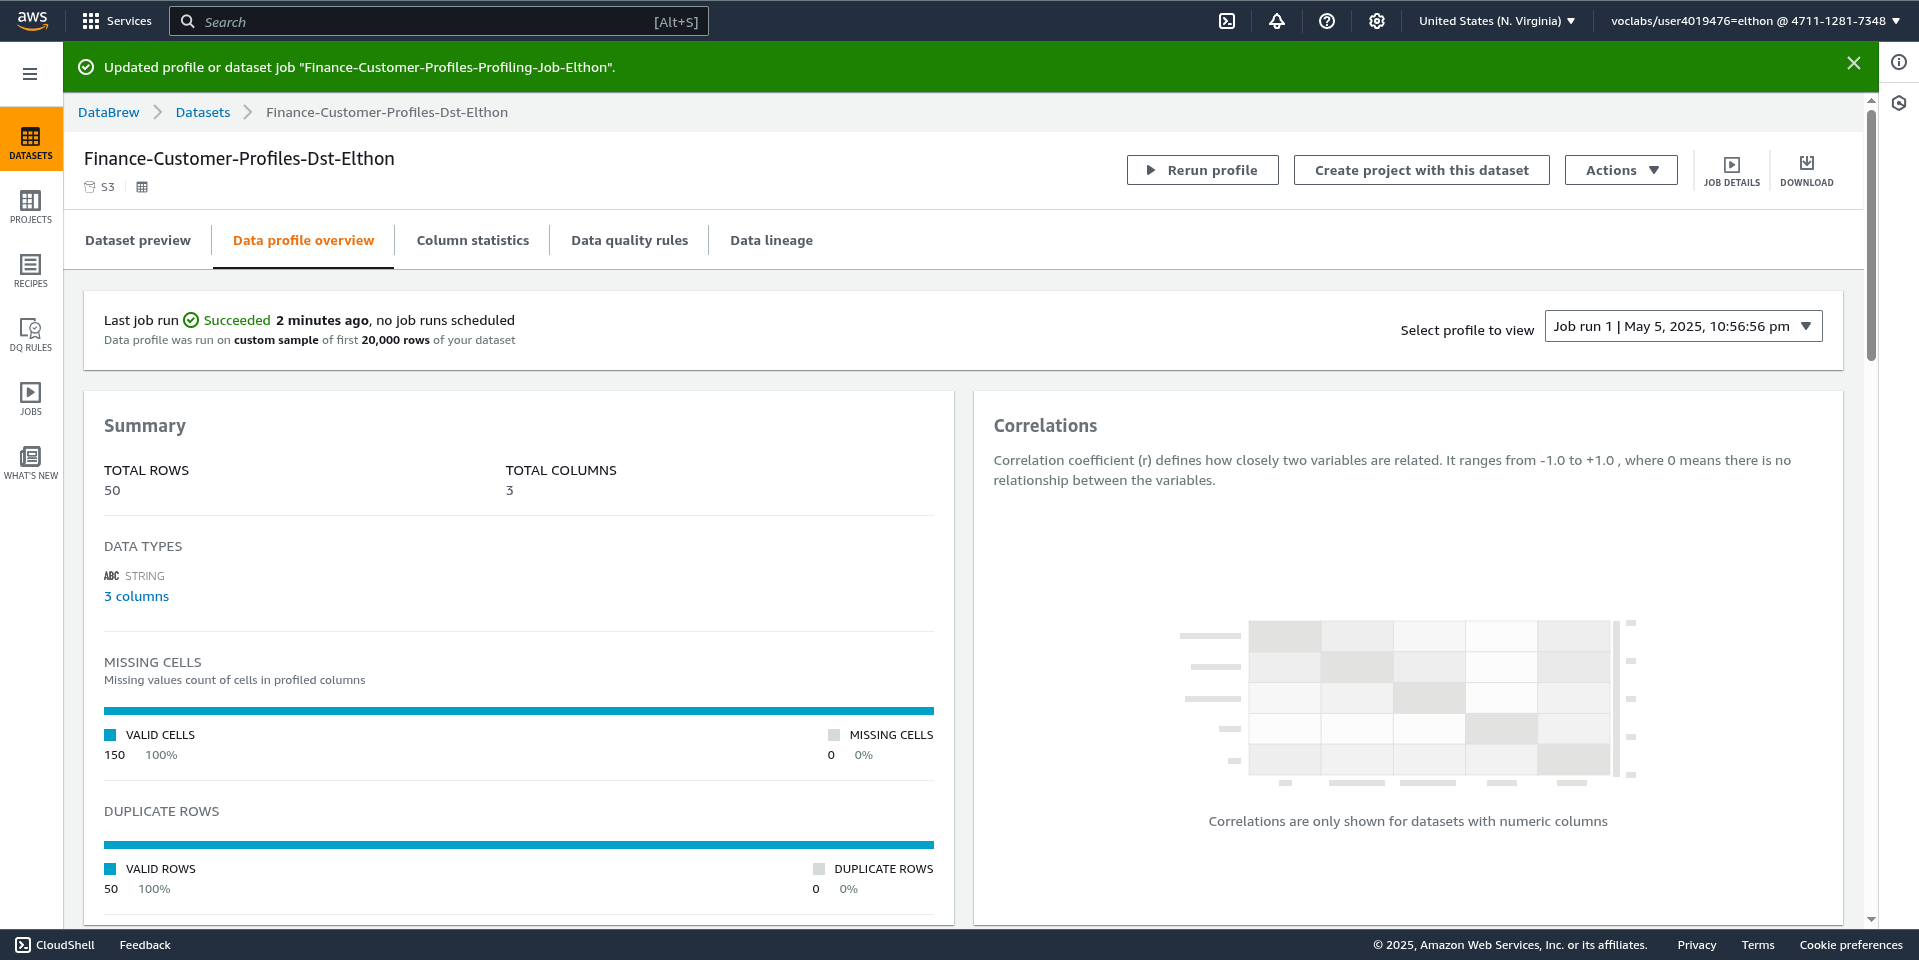 aws
Services
Search
[Alt+S]
United States (N. Virginia)
voclabs/user4019476=elthon @ 4711-1281-7348
Updated profile or dataset job "Finance-Customer-Profiles-Profiling-Job-Elthon".
DataBrew
Datasets
Finance-Customer-Profiles-Dst-Elthon
DATASETS
PROJECTS
RECIPES
DQ RULES
JOBS
WHAT'S NEW
Finance-Customer-Profiles-Dst-Elthon
S3
Rerun profile
Create project with this dataset
Actions
JOB DETAILS
DOWNLOAD
Dataset preview
Data profile overview
Column statistics
Data quality rules
Data lineage
Last job run Succeeded 2 minutes ago, no job runs scheduled
Data profile was run on custom sample of first 20,000 rows of your dataset
Select profile to view
Job run 1 | May 5, 2025, 10:56:56 pm
Summary
TOTAL ROWS
50
TOTAL COLUMNS
3
DATA TYPES
ABC STRING
3 columns
MISSING CELLS
Missing values count of cells in profiled columns
VALID CELLS
150 100%
MISSING CELLS
0 0%
DUPLICATE ROWS
VALID ROWS
50 100%
DUPLICATE ROWS
0 0%
Correlations
Correlation coefficient (r) defines how closely two variables are related. It ranges from -1.0 to +1.0 , where 0 means there is no
relationship between the variables.
Correlations are only shown for datasets with numeric columns
CloudShell
Feedback
© 2025, Amazon Web Services, Inc. or its affiliates.
Privacy
Terms
Cookie preferences